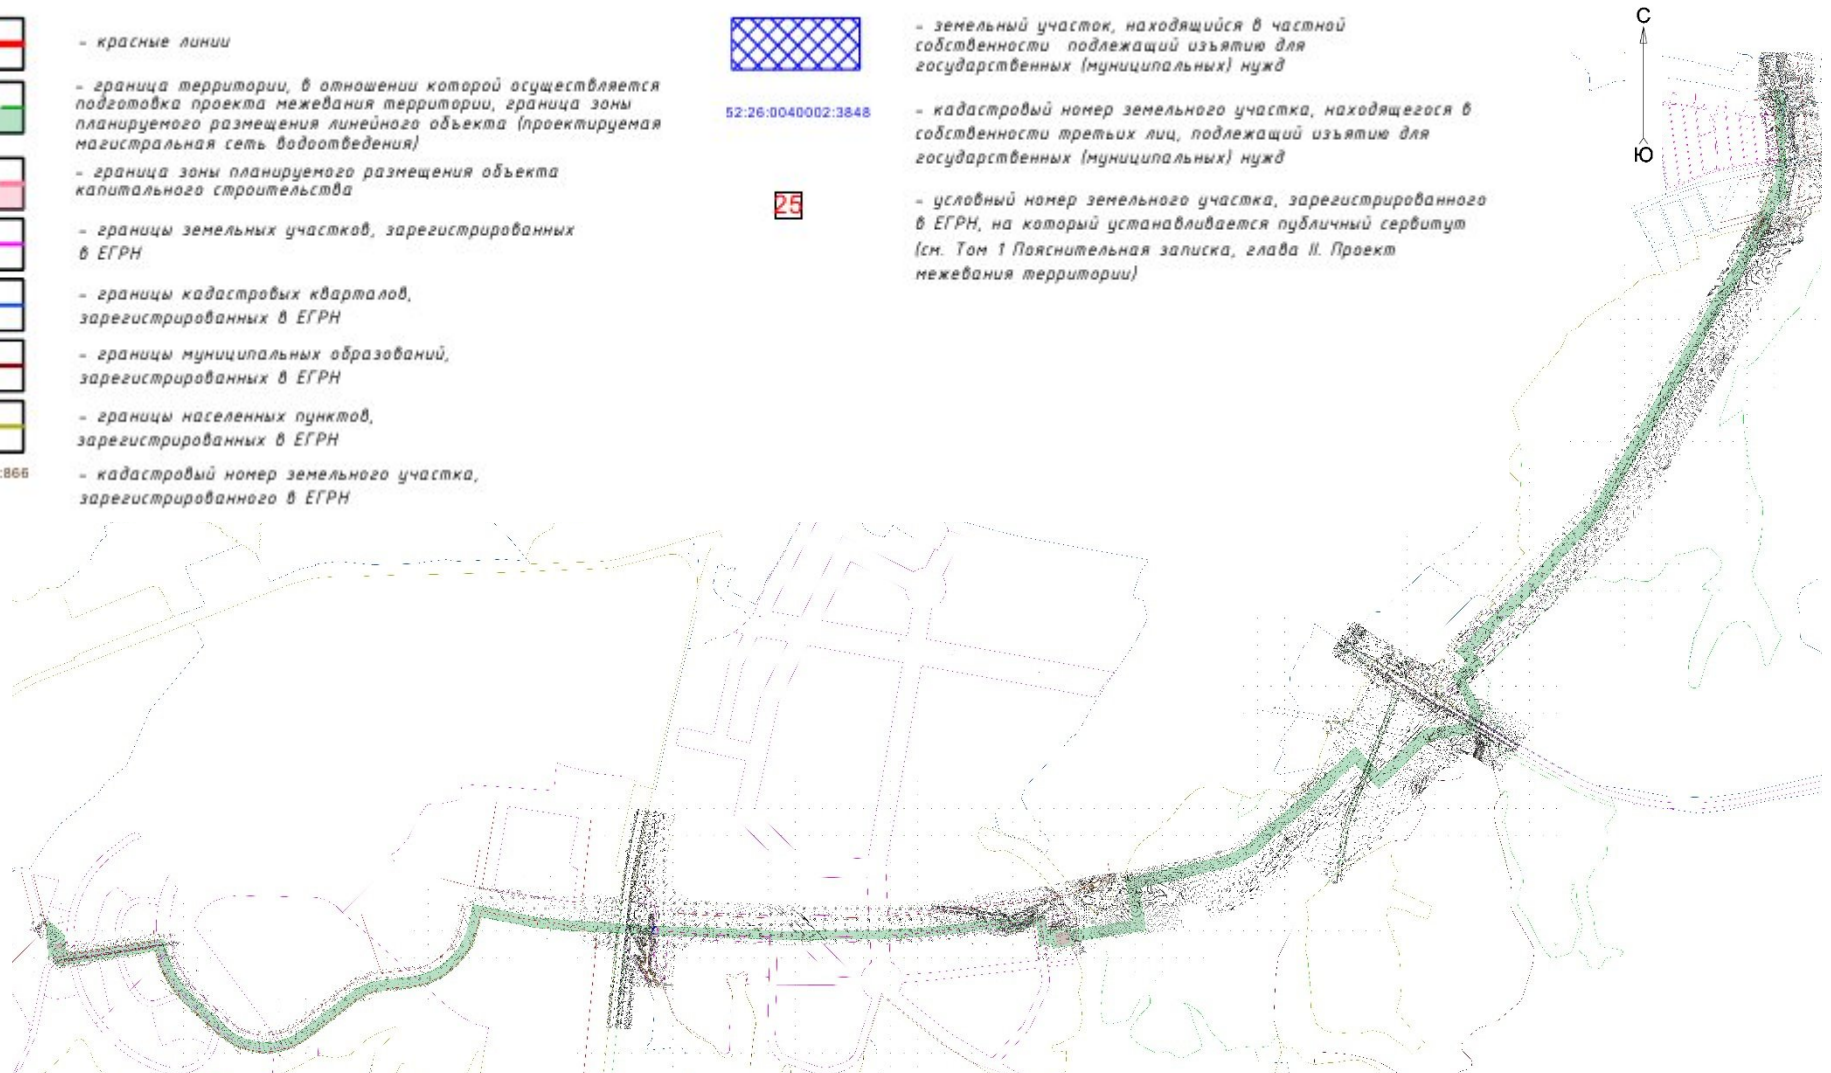 - красные линии
- граница территории, в отношении которой осуществляется
подготовка проекта межевания территории, граница зоны
планируемого размещения линейного объекта (проектируемая
магистральная сеть водоотведения)
- граница зоны планируемого размещения объекта
капитального строительства
- границы земельных участков, зарегистрированных
в ЕГРН
- границы кадастровых кварталов,
зарегистрированных в ЕГРН
- границы муниципальных образований,
зарегистрированных в ЕГРН
- границы населенных пунктов,
зарегистрированных в ЕГРН
:866
- кадастровый номер земельного участка,
зарегистрированного в ЕГРН
- земельный участок, находящийся в частной
собственности подлежащий изъятию для
государственных (муниципальных) нужд
52:26:0040002:3848
- кадастровый номер земельного участка, находящегося в
собственности третьих лиц, подлежащий изъятию для
государственных (муниципальных) нужд
25
- условный номер земельного участка, зарегистрированного
в ЕГРН, на который устанавливается публичный сервитут
(см. Том 1 Пояснительная записка, глава II. Проект
межевания территории)
С
Ю